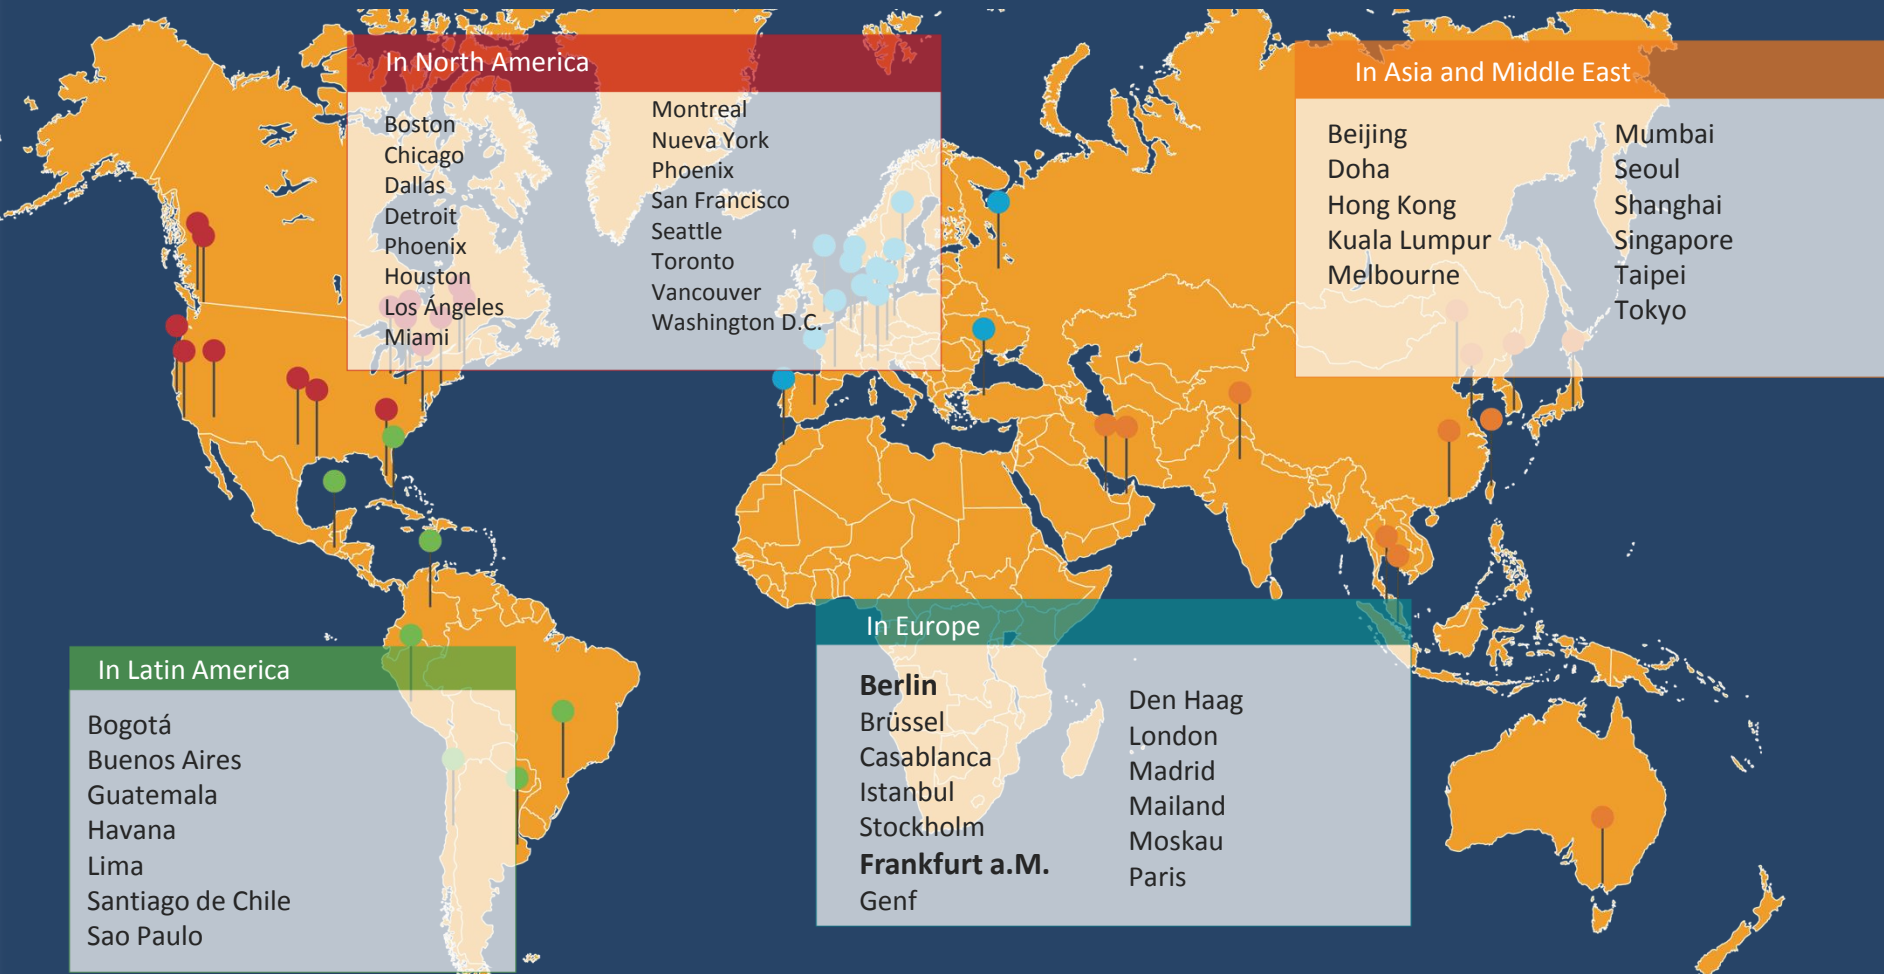 In North America
Boston
Chicago
Dallas
Detroit
Phoenix
Houston
Los Ángeles
Miami
Montreal
Nueva York
Phoenix
San Francisco
Seattle
Toronto
Vancouver
Washington D.C.
In Asia and Middle East
Beijing
Doha
Hong Kong
Kuala Lumpur
Melbourne
Mumbai
Seoul
Shanghai
Singapore
Taipei
Tokyo
In Latin America
Bogotá
Buenos Aires
Guatemala
Havana
Lima
Santiago de Chile
Sao Paulo
In Europe
Berlin
Brüssel
Casablanca
Istanbul
Stockholm
Frankfurt a.M.
Genf
Den Haag
London
Madrid
Mailand
Moskau
Paris